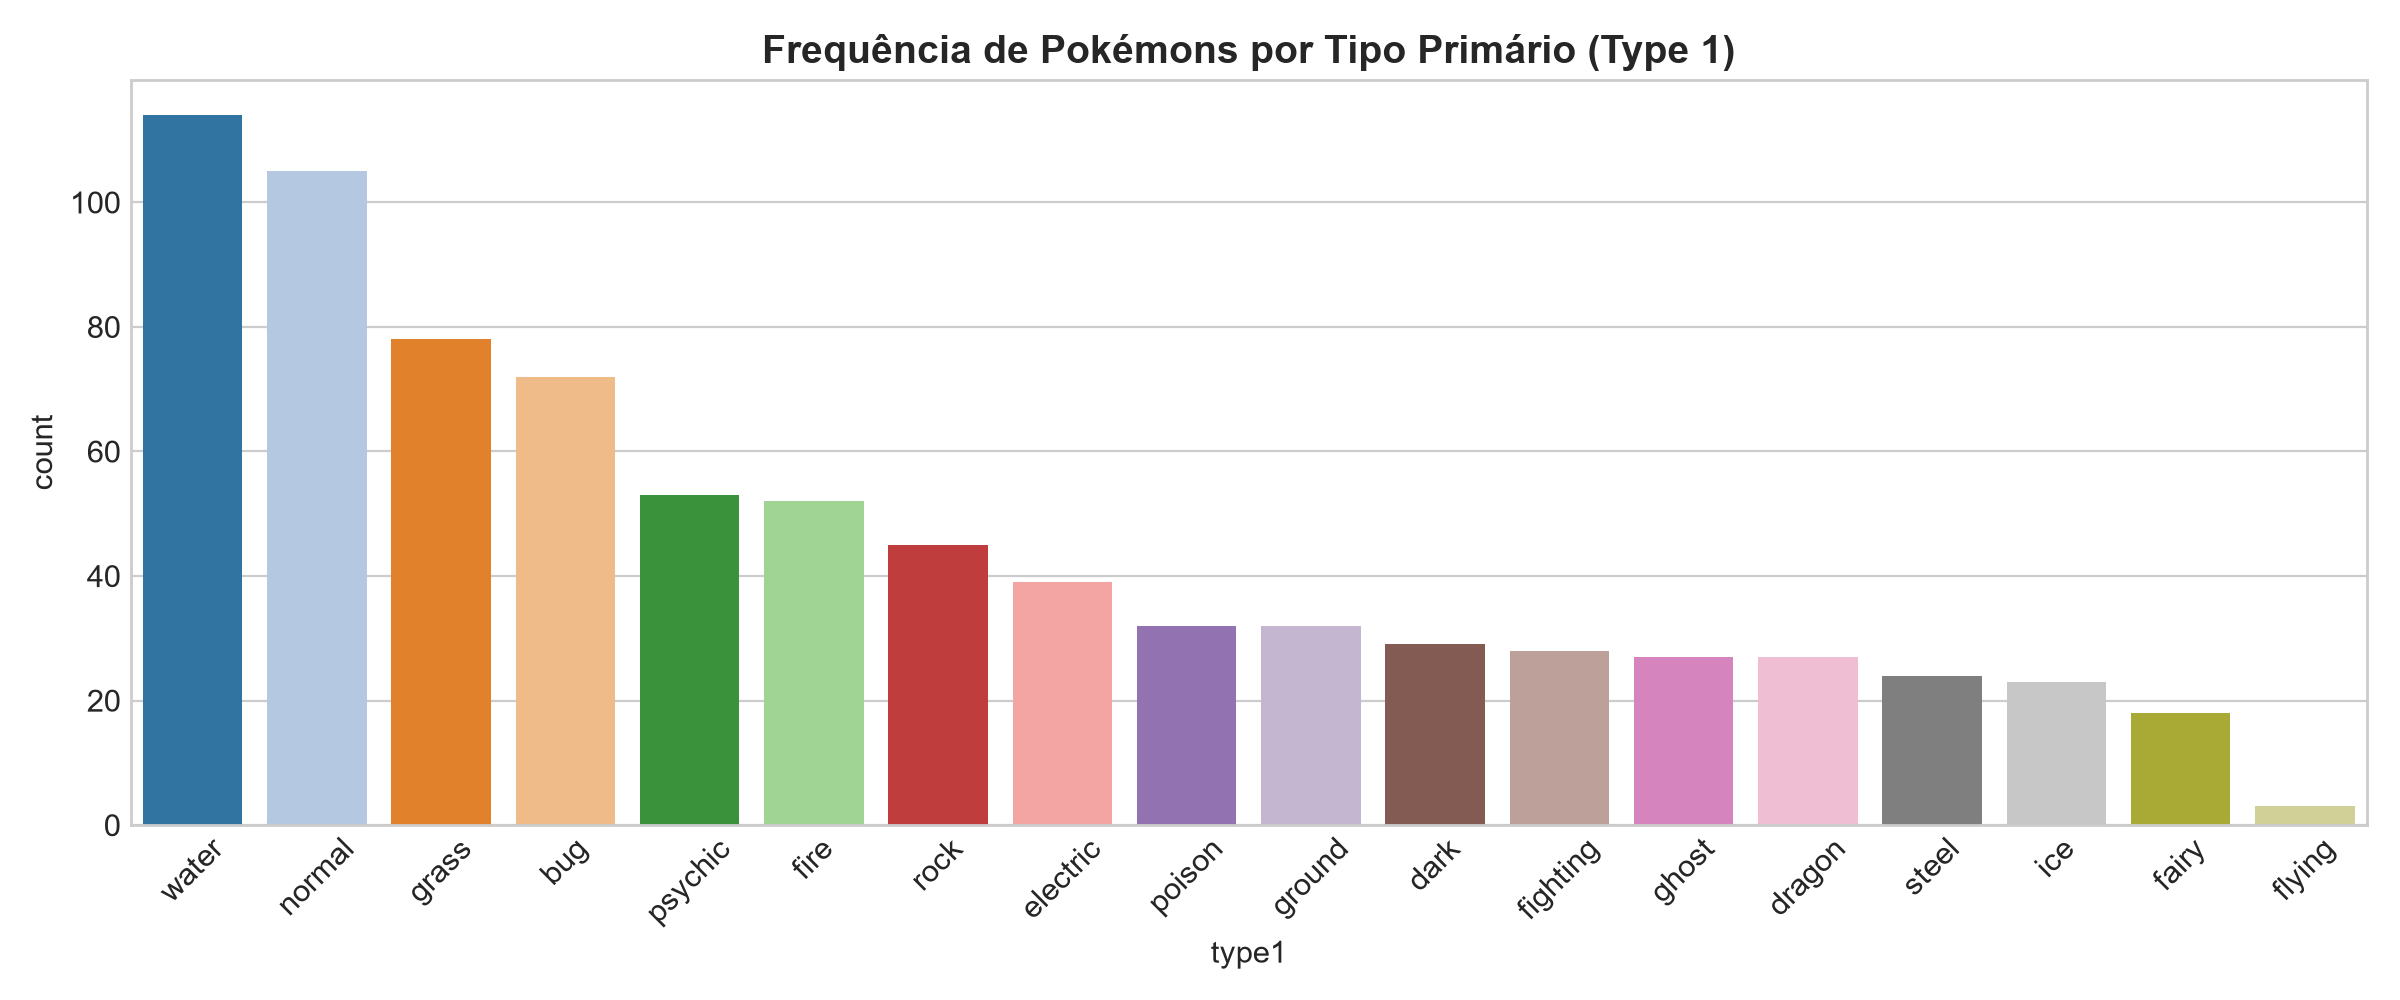 Frequência de Pokémons por Tipo Primário (Type 1)
100
80
60
40
20
0
count
water
normal
grass
bug
psychic
fire
rock
electric
poison
ground
dark
fighting
ghost
dragon
steel
ice
fairy
flying
type1